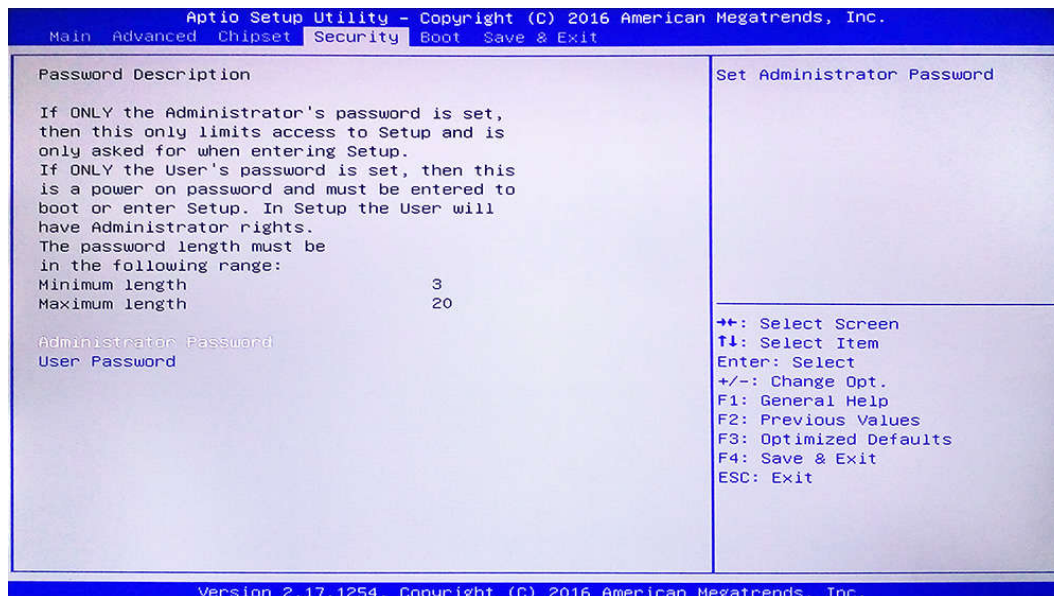 Aptio Setup Utility – Copyright (C) 2016 American Megatrends, Inc.
Main Advanced Chipset Security Boot Save & Exit
Password Description
If ONLY the Administrator's password is set,
then this only limits access to Setup and is
only asked for when entering Setup.
If ONLY the User's password is set, then this
is a power on password and must be entered to
boot or enter Setup. In Setup the User will
have Administrator rights.
The password length must be
in the following range:
Minimum length 3
Maximum length 20
Administrator Password
User Password
Set Administrator Password
→←: Select Screen
↑↓: Select Item
Enter: Select
+/-: Change Opt.
F1: General Help
F2: Previous Values
F3: Optimized Defaults
F4: Save & Exit
ESC: Exit
Version 2.17.1254. Copyright (C) 2016 American Megatrends, Inc.